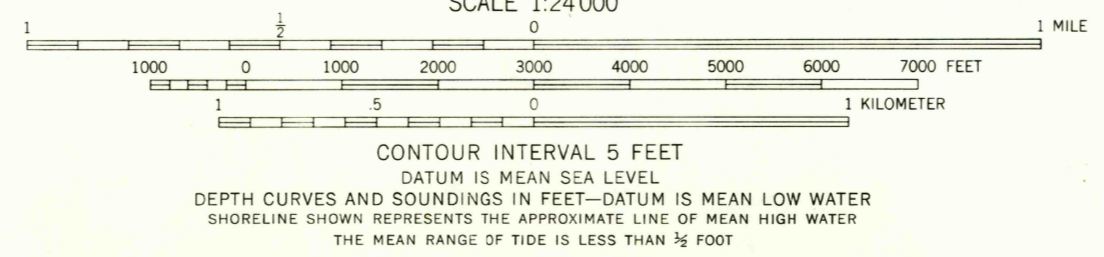 SCALE 1:24 000
1 ½ 0 1 MILE
1000 0 1000 2000 3000 4000 5000 6000 7000 FEET
1 .5 0 1 KILOMETER
CONTOUR INTERVAL 5 FEET
DATUM IS MEAN SEA LEVEL
DEPTH CURVES AND SOUNDINGS IN FEET—DATUM IS MEAN LOW WATER
SHORELINE SHOWN REPRESENTS THE APPROXIMATE LINE OF MEAN HIGH WATER
THE MEAN RANGE OF TIDE IS LESS THAN ½ FOOT